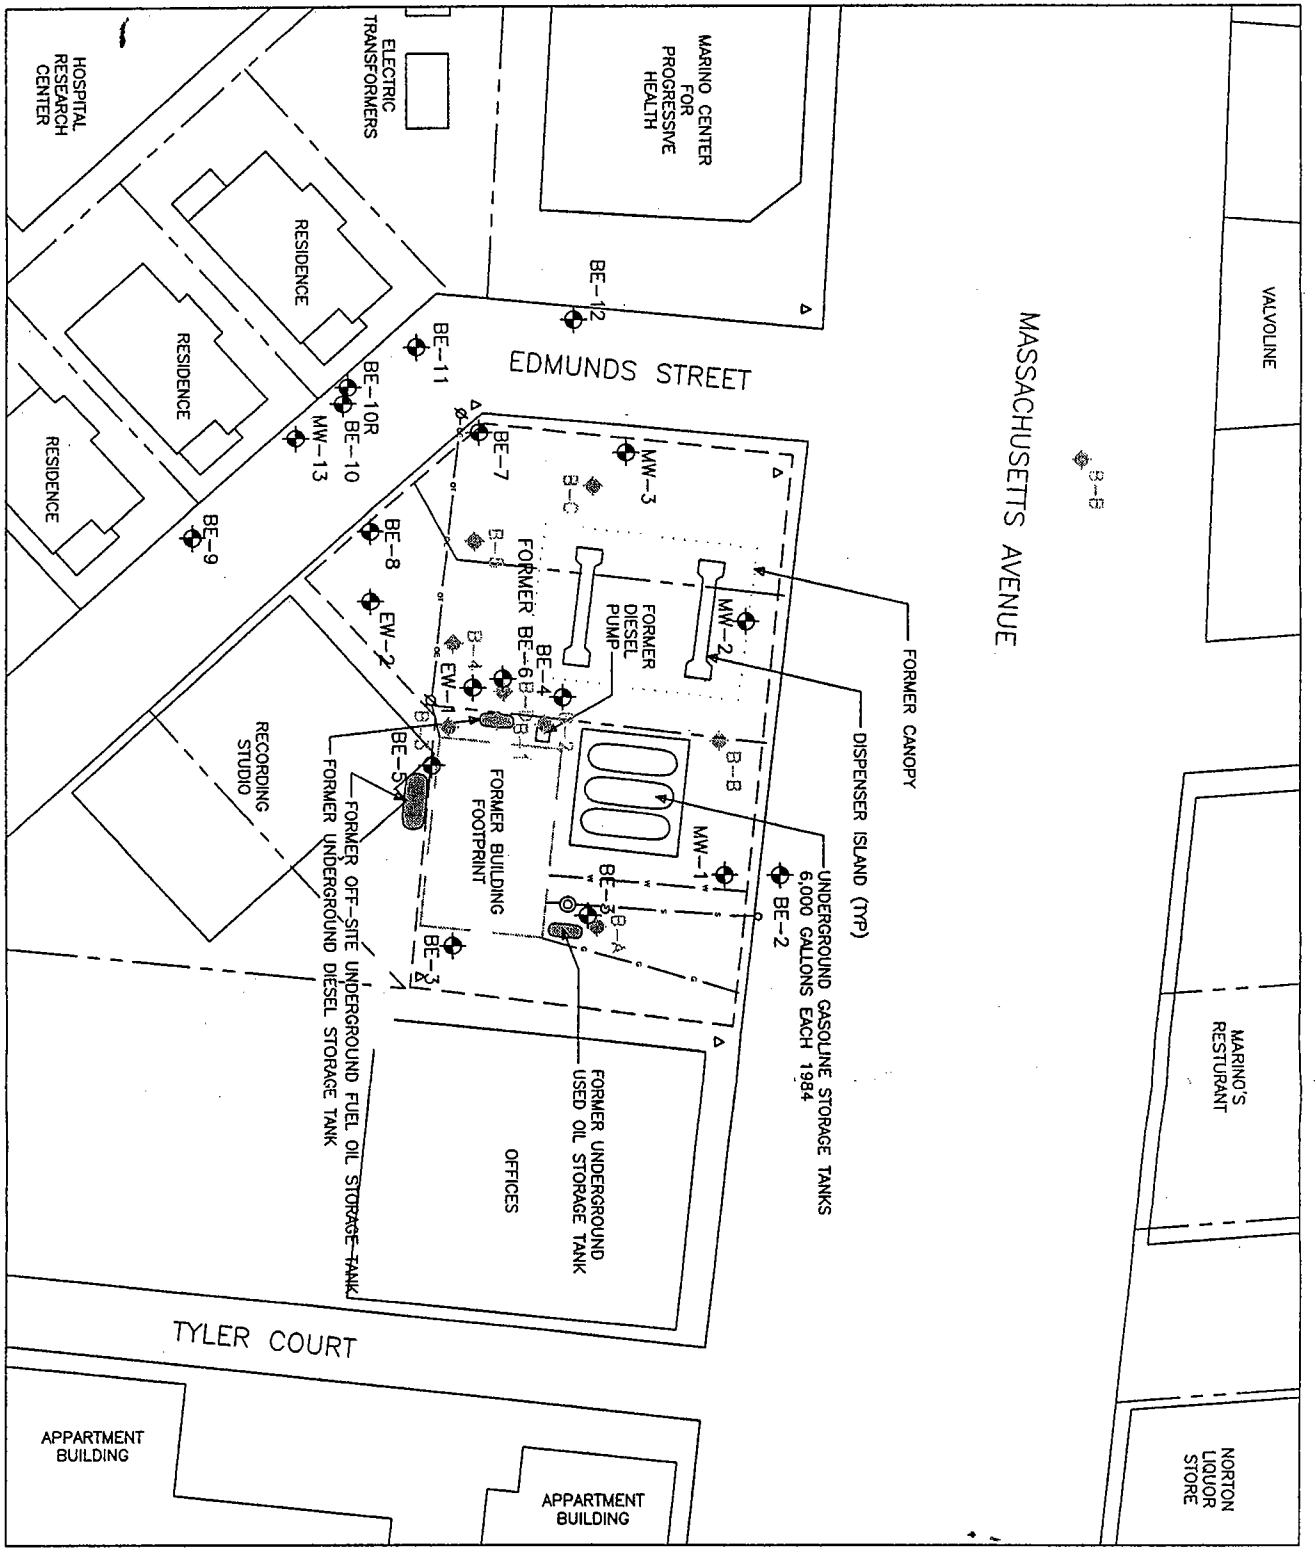 HOSPITAL
RESEARCH
CENTER
ELECTRIC
TRANSFORMERS
MARINO CENTER
FOR
PROGRESSIVE
HEALTH
VALVOLINE
MASSACHUSETTS AVENUE
B-B
RESIDENCE
RESIDENCE
RESIDENCE
BE-12
BE-11
EDMUNDS STREET
BE-10R
BE-10
MW-13
BE-9
BE-7
MW-3
B-C
BE-8
EW-2
FORMER
FORMER
DIESEL
PUMP
MW-2
FORMER CANOPY
DISPENSER ISLAND (TYP)
B-4
EW-1
BE-6
BE-4
B-1
B-2
B-3
B-B
BE-5
RECORDING
STUDIO
FORMER BUILDING
FOOTPRINT
MW-1
W W W
S S
G G G
BE-2
UNDERGROUND GASOLINE STORAGE TANKS
6,000 GALLONS EACH 1984
BE-3
B-A
BE-3
FORMER OFF-SITE UNDERGROUND FUEL OIL STORAGE TANK
FORMER UNDERGROUND DIESEL STORAGE TANK
FORMER UNDERGROUND
USED OIL STORAGE TANK
OFFICES
MARINO'S
RESTURANT
TYLER COURT
APPARTMENT
BUILDING
APPARTMENT
BUILDING
NORTON
LIQUOR
STORE